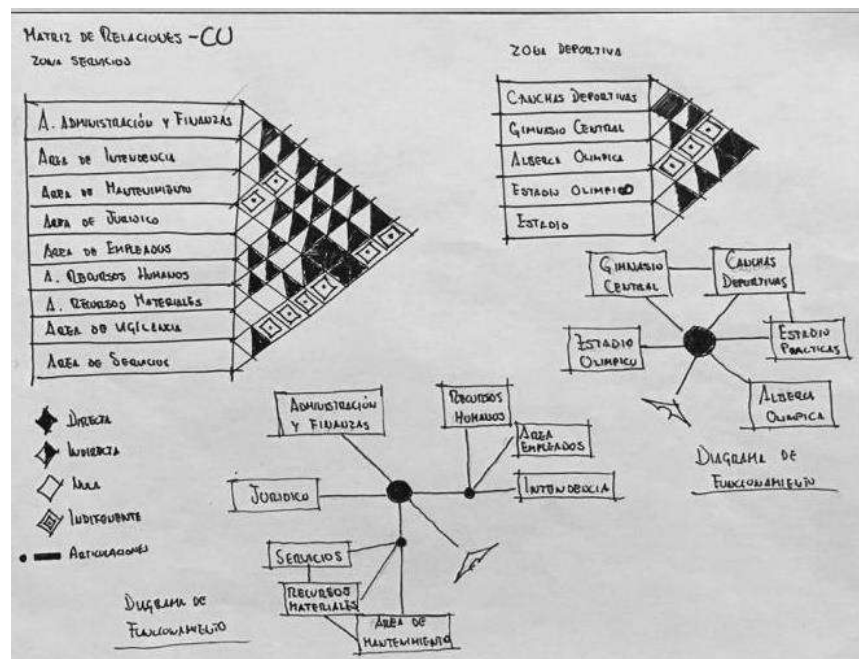 MATRIZ DE RELACIONES - CU
ZONA SERVICIOS
A. ADMINISTRACIÓN Y FINANZAS
AREA DE INTENDENCIA
AREA DE MANTENIMIENTO
AREA DE JURIDICO
AREA DE EMPLEADOS
A. RECURSOS HUMANOS
A. RECURSOS MATERIALES
AREA DE VIGILANCIA
AREA DE SERVICIOS
DIRECTA
INDIRECTA
NULA
INDIFERENTE
ARTICULACIONES
ZONA DEPORTIVA
CANCHAS DEPORTIVAS
GIMNASIO CENTRAL
ALBERCA OLIMPICA
ESTADIO OLIMPICO
ESTADIO
GIMNASIO
CENTRAL
CANCHAS
DEPORTIVAS
ESTADIO
OLIMPICO
ESTADIO
PRACTICAS
ALBERCA
OLIMPICA
DIAGRAMA DE
FUNCIONAMIENTO
ADMINISTRACIÓN
Y FINANZAS
RECURSOS
HUMANOS
AREA
EMPLEADOS
JURIDICO
INTENDENCIA
SERVICIOS
RECURSOS
MATERIALES
AREA DE
MANTENIMIENTO
DIAGRAMA DE
FUNCIONAMIENTO